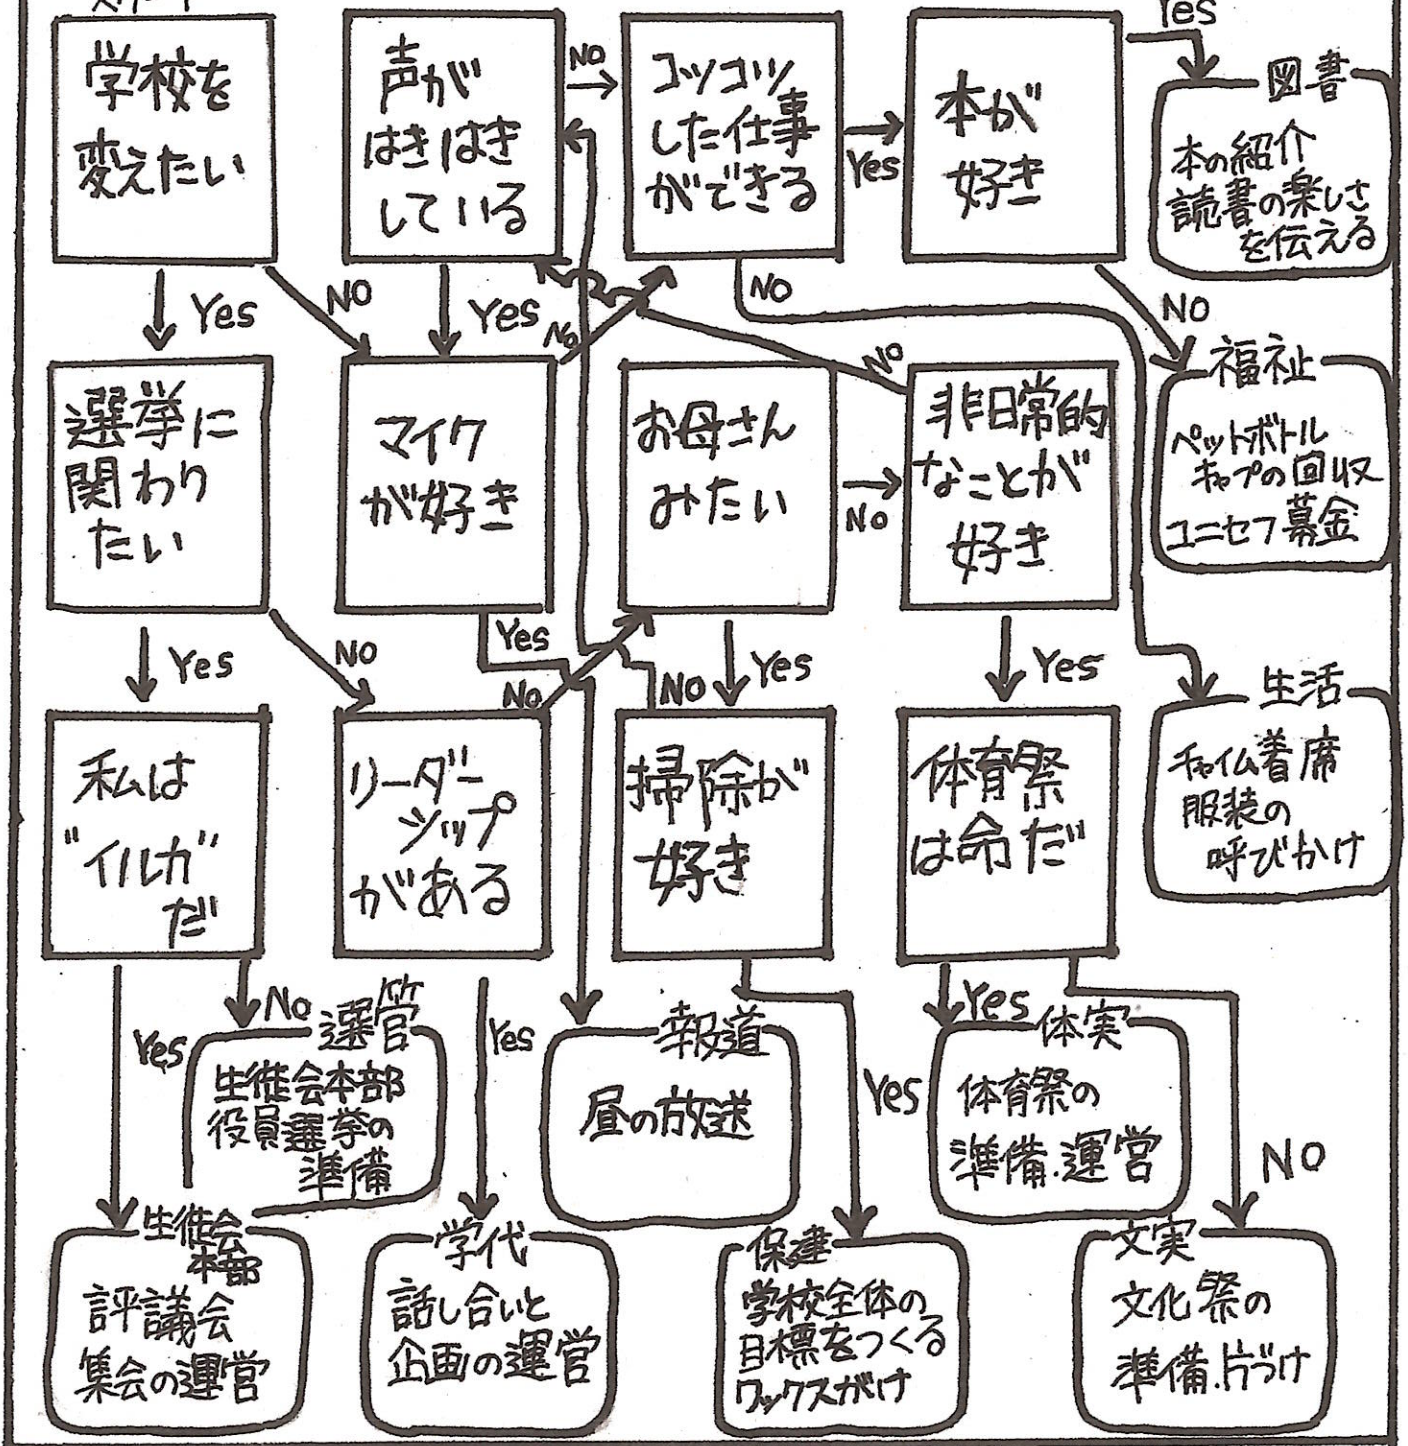 学校を
変えたい
声が
はきはき
している
コツコツ
した仕事
ができる
本が
好き
Yes
図書
本の紹介
読書の楽しさ
を伝える
NO
Yes
Yes
NO
Yes
No
NO
NO
NO
選挙に
関わり
たい
マイク
が好き
お母さん
みたい
NO
非日常的
なことが
好き
福祉
ペットボトル
キャプの回収
ユニセフ募金
Yes
NO
Yes
NO
NO
Yes
Yes
私は
"イルカ"
だ
リーダー
シップ
がある
掃除が
好き
体育祭
は命だ
生活
チャイム着席
服装の
呼びかけ
Yes
No
選管
生徒会本部
役員選挙の
準備
Yes
報道
昼の放送
Yes
Yes
体実
体育祭の
準備.運営
NO
生徒会
本部
評議会
集会の運営
学代
話し合いと
企画の運営
保建
学校全体の
目標をつくる
ワックスがけ
文実
文化祭の
準備.片づけ